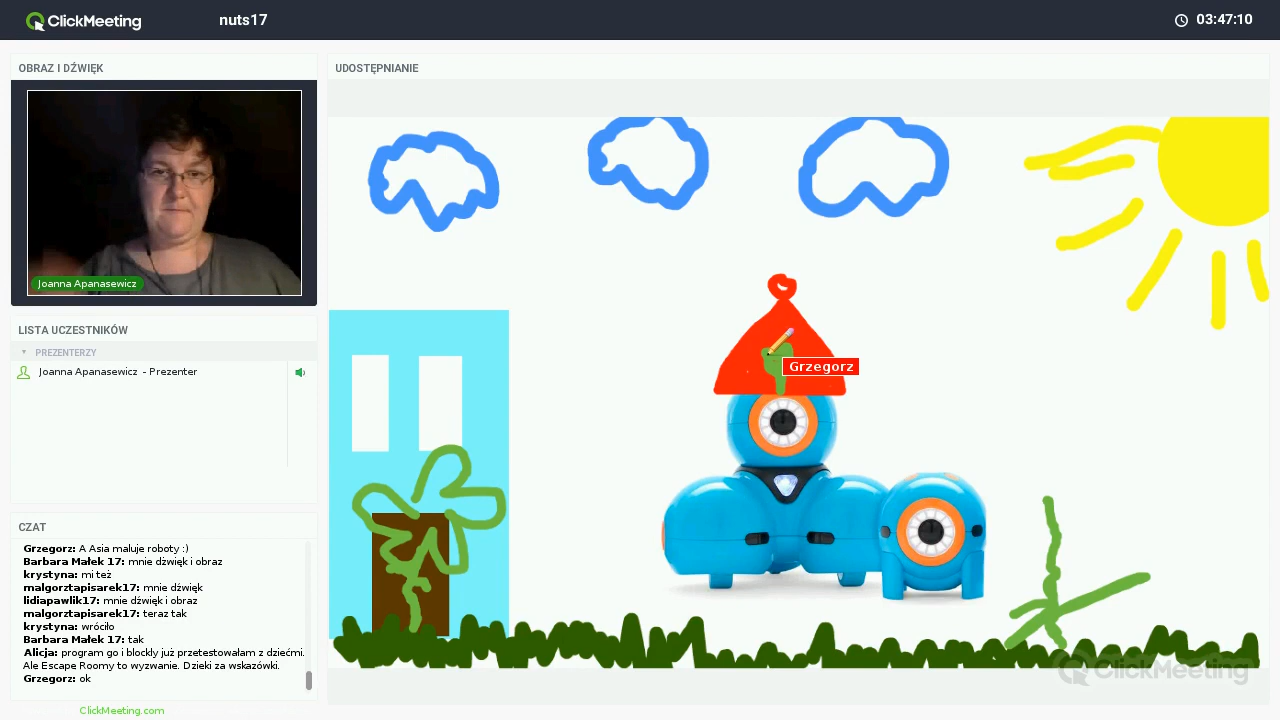 ClickMeeting
nuts17
03:47:10
OBRAZ I DŹWIĘK
UDOSTĘPNIANIE
Joanna Apanasewicz
LISTA UCZESTNIKÓW
PREZENTERZY
Joanna Apanasewicz - Prezenter
Grzegorz
CZAT
Grzegorz: A Asia maluje roboty :)
Barbara Małek 17: mnie dźwięk i obraz
krystyna: mi też
malgorztapisarek17: mnie dźwięk
lidiapawlik17: mnie dźwięk i obraz
malgorztapisarek17: teraz tak
krystyna: wróciło
Barbara Małek 17: tak
Alicja: program go i blockly już przetestowałam z dziećmi.
Ale Escape Roomy to wyzwanie. Dzieki za wskazówki.
Grzegorz: ok
ClickMeeting
ClickMeeting.com